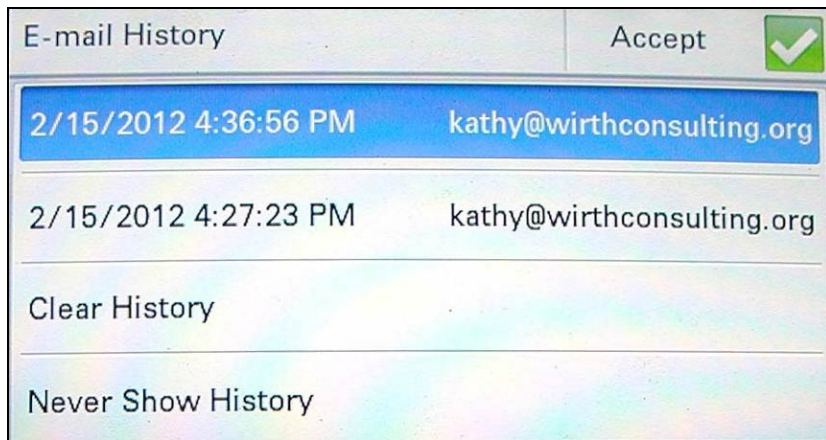 E-mail History Accept
2/15/2012 4:36:56 PM kathy@wirthconsulting.org
2/15/2012 4:27:23 PM kathy@wirthconsulting.org
Clear History
Never Show History